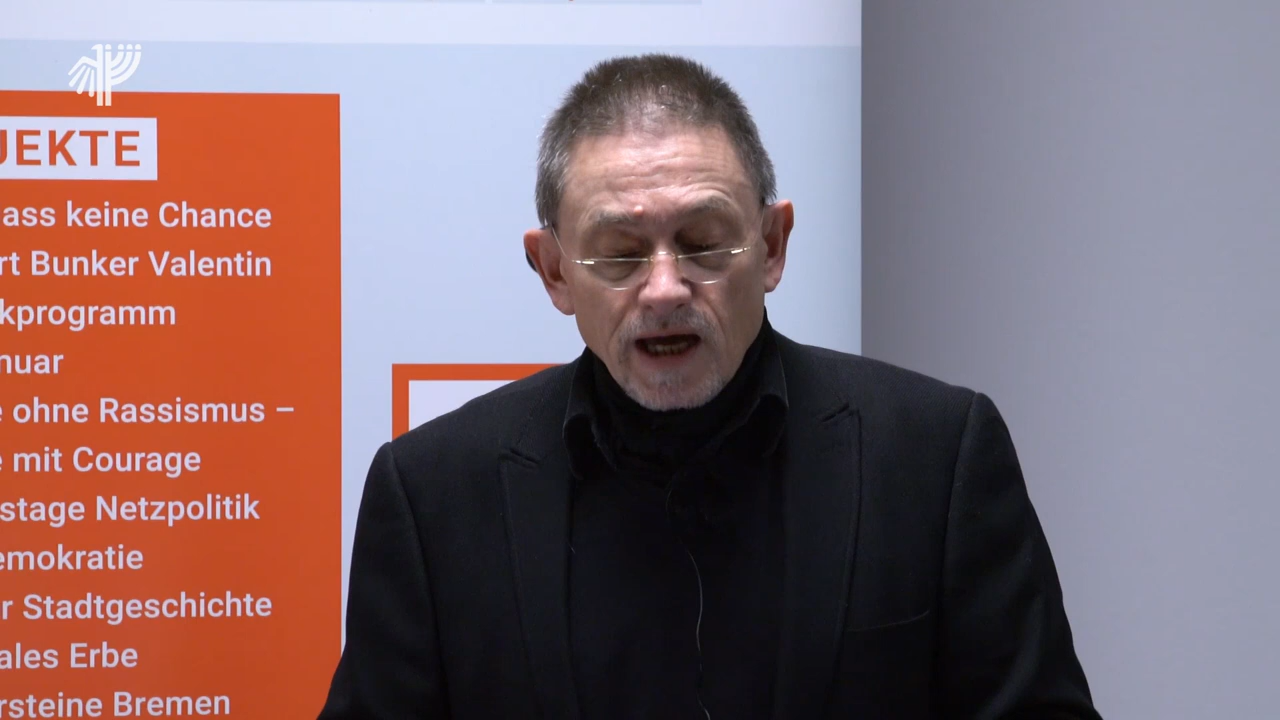 JEKTE
ass keine Chance
rt Bunker Valentin
kprogramm
nuar
e ohne Rassismus –
e mit Courage
stage Netzpolitik
emokratie
r Stadtgeschichte
ales Erbe
rsteine Bremen